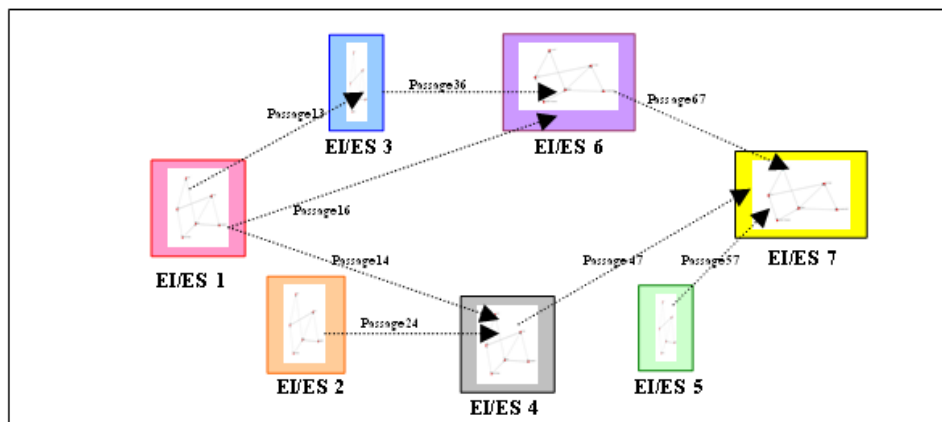 Passage36
Passage67
Passage13
EI/ES 3
EI/ES 6
Passage16
EI/ES 1
EI/ES 7
Passage14
Passage47
Passage57
Passage24
EI/ES 2
EI/ES 4
EI/ES 5